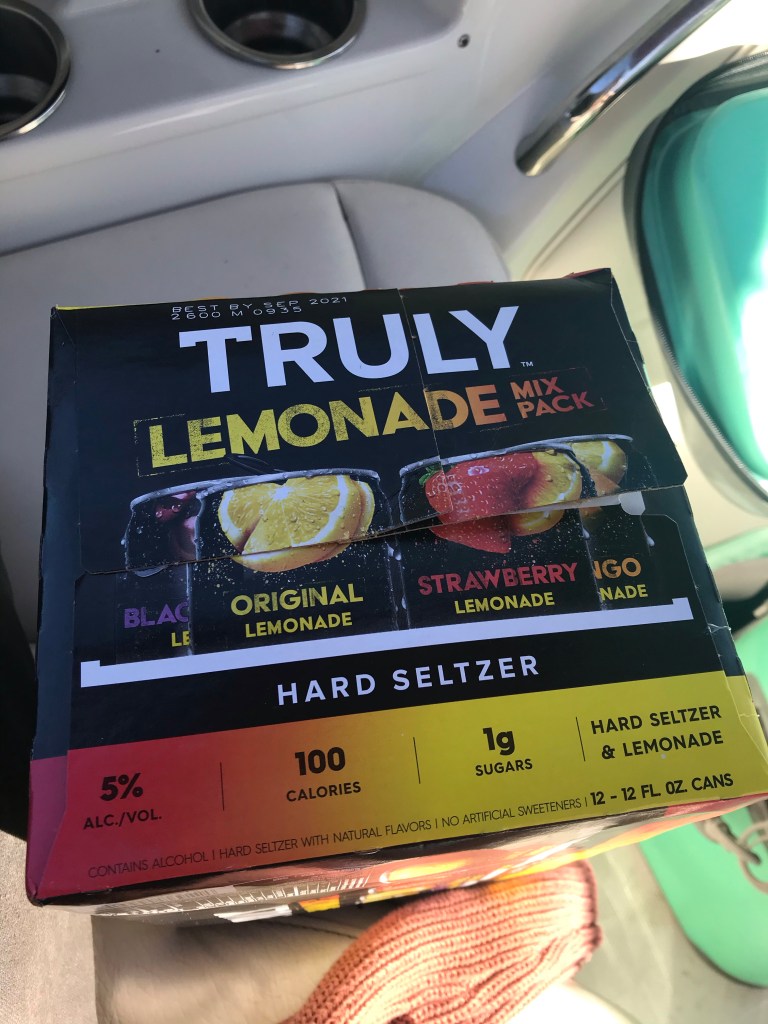 BEST BY SEP 2021
2600 M 0935
TRULY™
LEMONADE MIX PACK
ORIGINAL
LEMONADE
STRAWBERRY
LEMONADE
HARD SELTZER
5%
ALC./VOL.
100
CALORIES
1g
SUGARS
HARD SELTZER
& LEMONADE
12 - 12 FL. OZ. CANS
CONTAINS ALCOHOL | HARD SELTZER WITH NATURAL FLAVORS | NO ARTIFICIAL SWEETENERS |